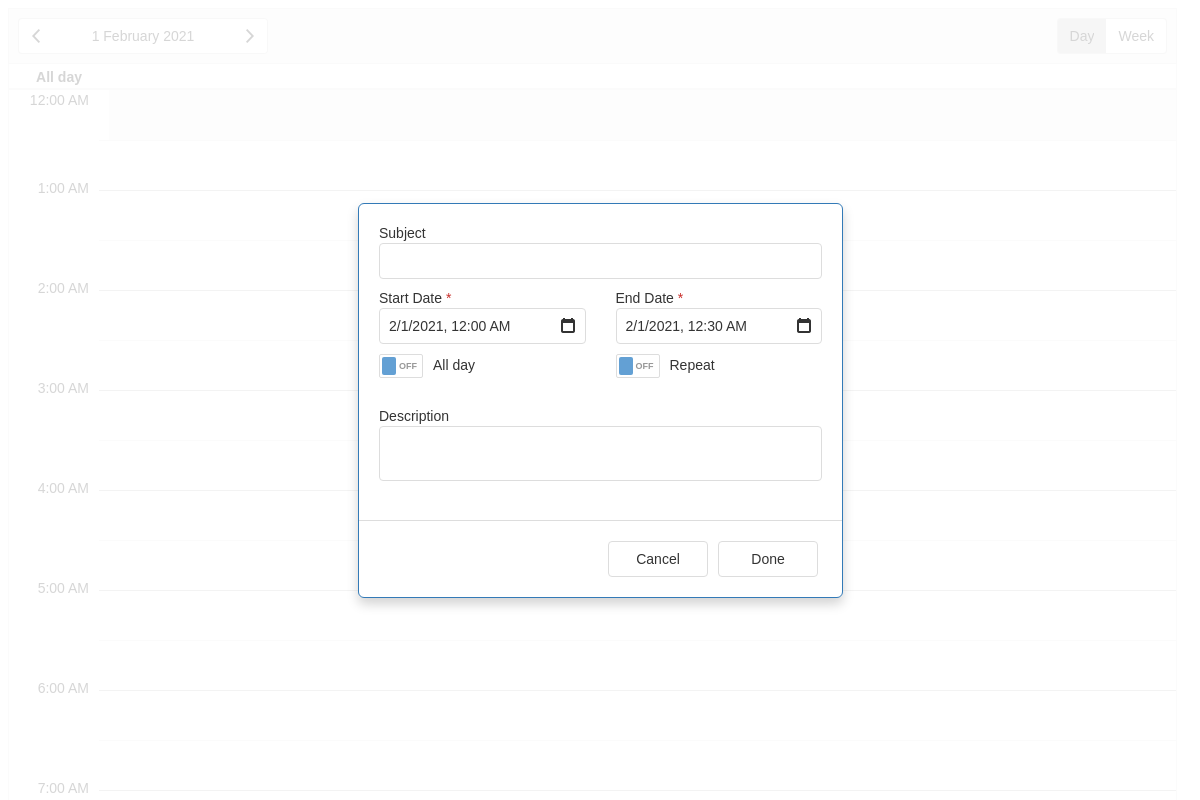 1 February 2021 Day Week
All day
12:00 AM
1:00 AM
2:00 AM
3:00 AM
4:00 AM
5:00 AM
6:00 AM
7:00 AM
Subject
Start Date * End Date *
2/1/2021, 12:00 AM 2/1/2021, 12:30 AM
OFF All day OFF Repeat
Description
Cancel Done